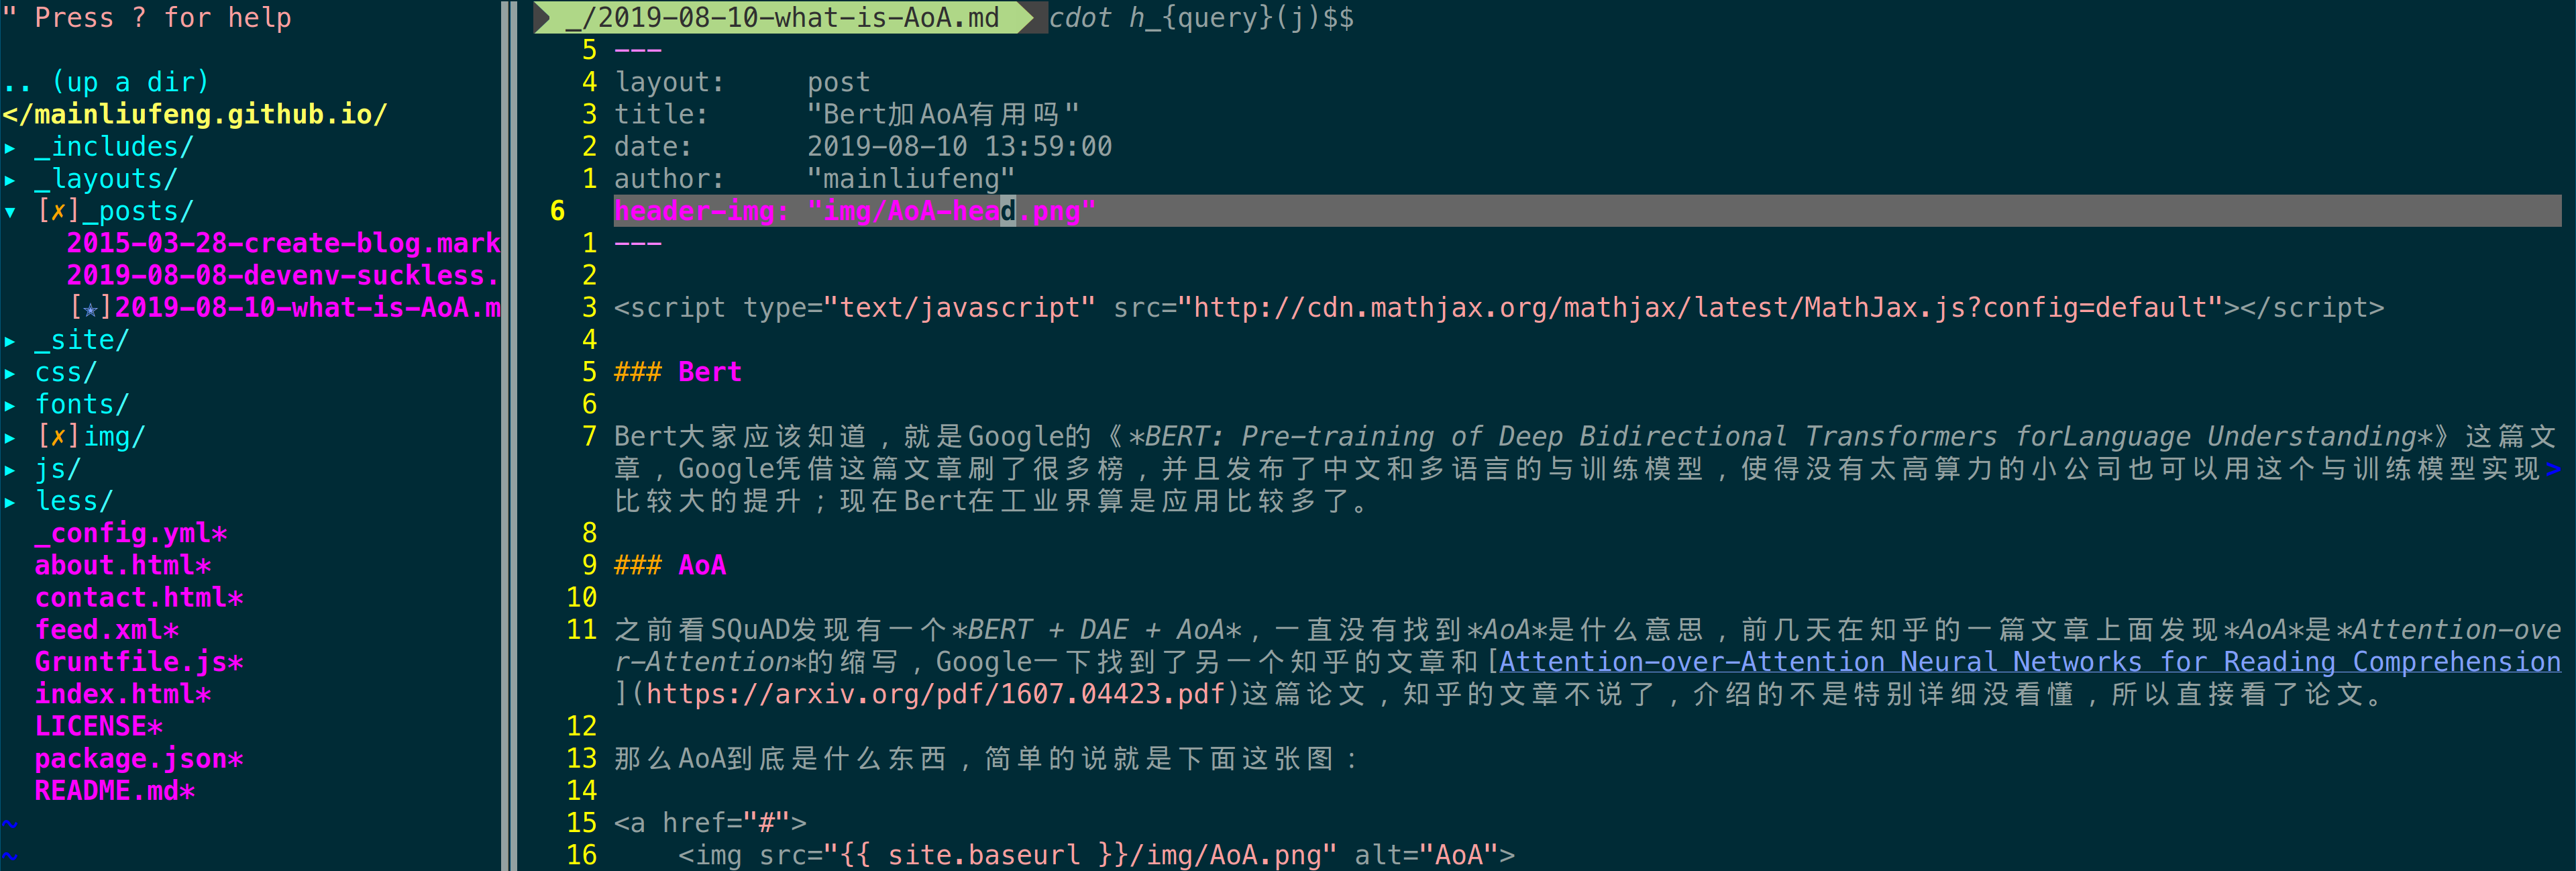 " Press ? for help
.. (up a dir)
</mainliufeng.github.io/
▸ _includes/
▸ _layouts/
▾ [✗]_posts/
2015-03-28-create-blog.mark
2019-08-08-devenv-suckless.
[✭]2019-08-10-what-is-AoA.m
▸ _site/
▸ css/
▸ fonts/
▸ [✗]img/
▸ js/
▸ less/
_config.yml*
about.html*
contact.html*
feed.xml*
Gruntfile.js*
index.html*
LICENSE*
package.json*
README.md*
~
~
_/2019-08-10-what-is-AoA.md cdot h_{query}(j)$$
5 ---
4 layout: post
3 title: "Bert加AoA有用吗"
2 date: 2019-08-10 13:59:00
1 author: "mainliufeng"
6 header-img: "img/AoA-head.png"
1 ---
2
3 <script type="text/javascript" src="http://cdn.mathjax.org/mathjax/latest/MathJax.js?config=default"></script>
4
5 ### Bert
6
7 Bert大家应该知道，就是Google的《*BERT: Pre-training of Deep Bidirectional Transformers forLanguage Understanding*》这篇文
章，Google凭借这篇文章刷了很多榜，并且发布了中文和多语言的与训练模型，使得没有太高算力的小公司也可以用这个与训练模型实现>
比较大的提升；现在Bert在工业界算是应用比较多了。
8
9 ### AoA
10
11 之前看SQuAD发现有一个*BERT + DAE + AoA*，一直没有找到*AoA*是什么意思，前几天在知乎的一篇文章上面发现*AoA*是*Attention-ove
r-Attention*的缩写，Google一下找到了另一个知乎的文章和[Attention-over-Attention Neural Networks for Reading Comprehension
](https://arxiv.org/pdf/1607.04423.pdf)这篇论文，知乎的文章不说了，介绍的不是特别详细没看懂，所以直接看了论文。
12
13 那么AoA到底是什么东西，简单的说就是下面这张图：
14
15 <a href="#">
16 <img src="{{ site.baseurl }}/img/AoA.png" alt="AoA">